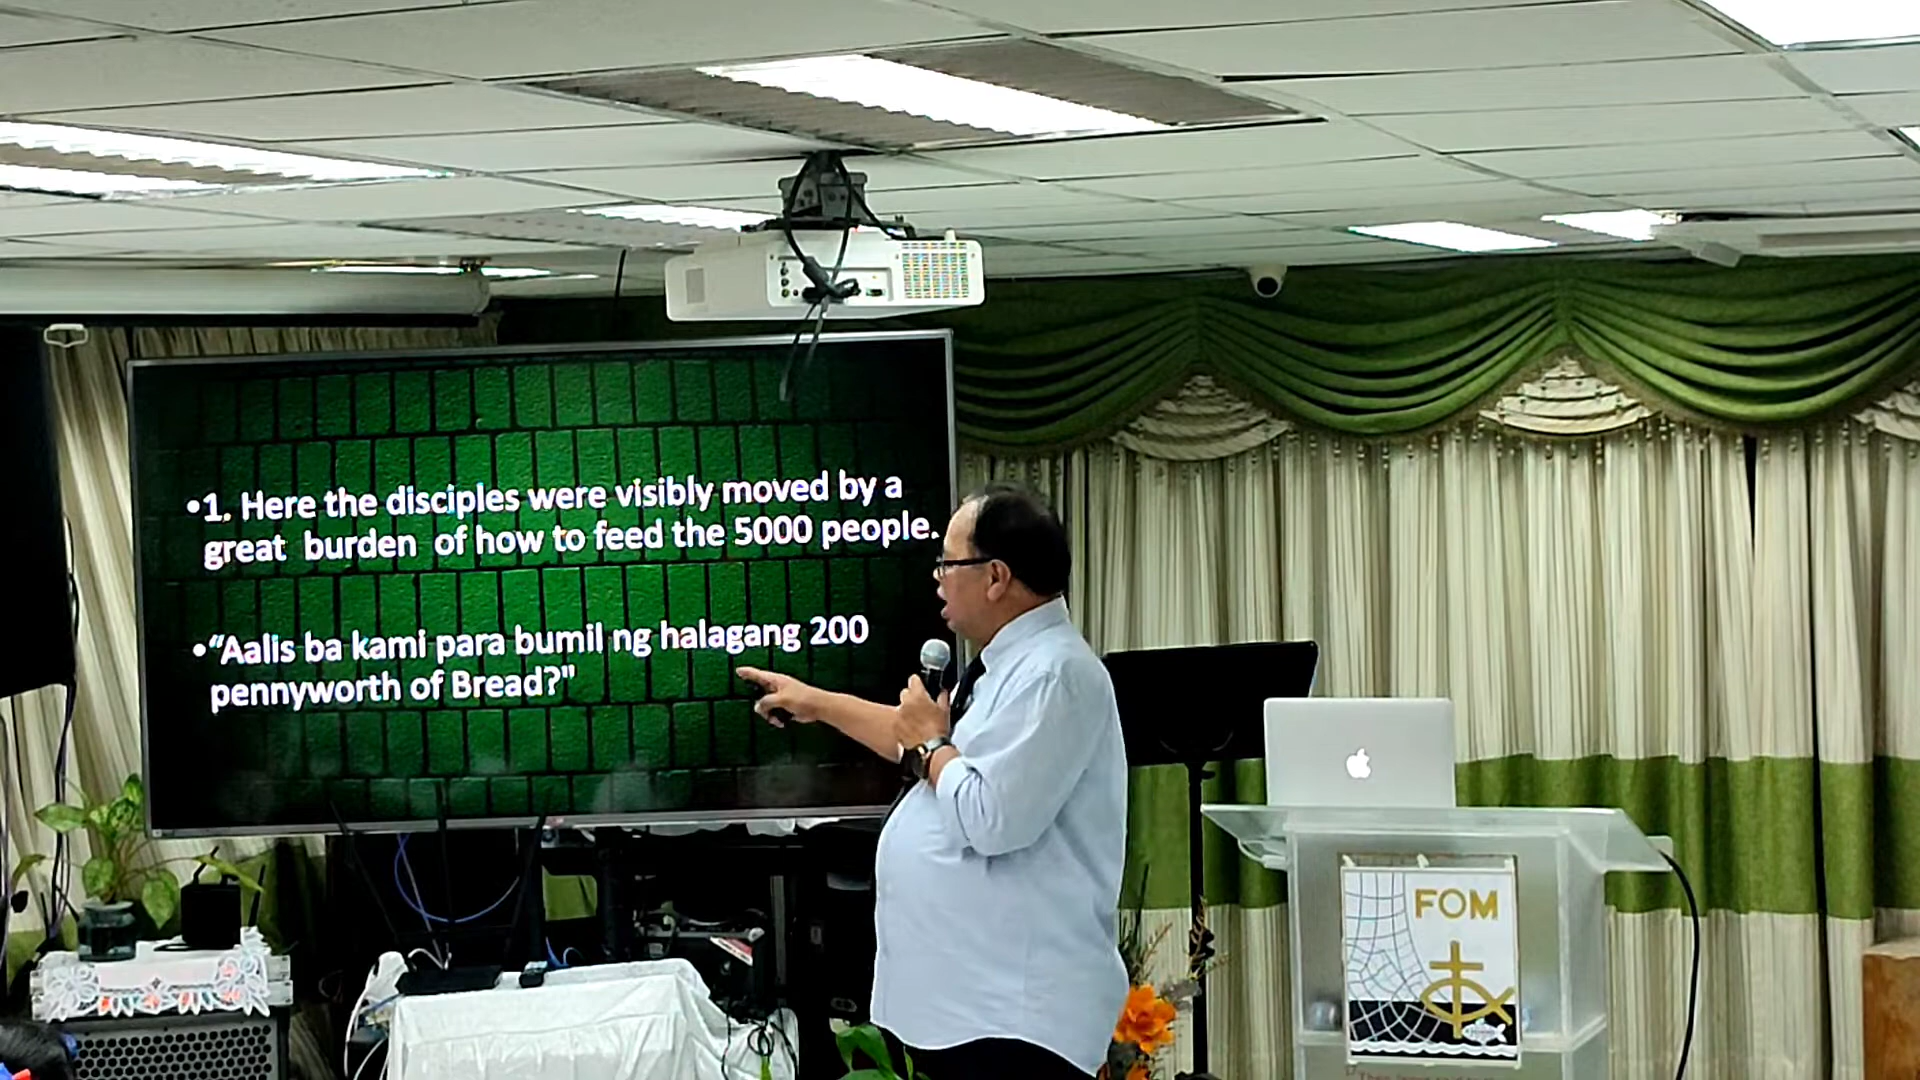 •1. Here the disciples were visibly moved by a
great burden of how to feed the 5000 people.
•“Aalis ba kami para bumil ng halagang 200
pennyworth of Bread?"
FOM